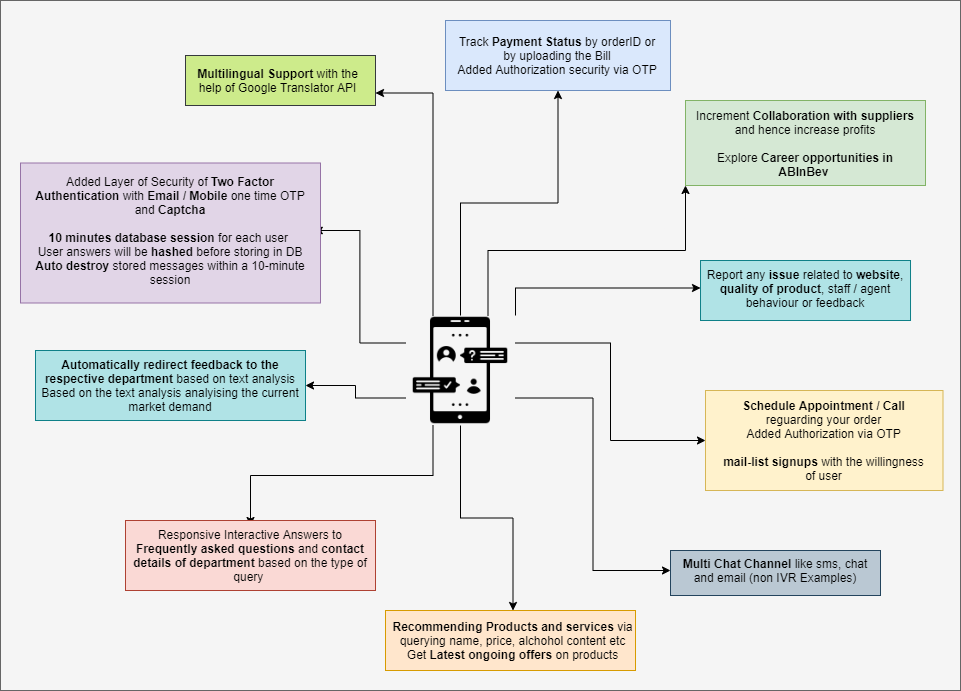 Track Payment Status by orderID or
by uploading the Bill
Added Authorization security via OTP
Multilingual Support with the
help of Google Translator API
Increment Collaboration with suppliers
and hence increase profits
Explore Career opportunities in
ABInBev
Added Layer of Security of Two Factor
Authentication with Email / Mobile one time OTP
and Captcha
10 minutes database session for each user
User answers will be hashed before storing in DB
Auto destroy stored messages within a 10-minute
session
Report any issue related to website,
quality of product, staff / agent
behaviour or feedback
?
Automatically redirect feedback to the
respective department based on text analysis
Based on the text analysis analyising the current
market demand
Schedule Appointment / Call
reguarding your order
Added Authorization via OTP
mail-list signups with the willingness
of user
Responsive Interactive Answers to
Frequently asked questions and contact
details of department based on the type of
query
Multi Chat Channel like sms, chat
and email (non IVR Examples)
Recommending Products and services via
querying name, price, alchohol content etc
Get Latest ongoing offers on products